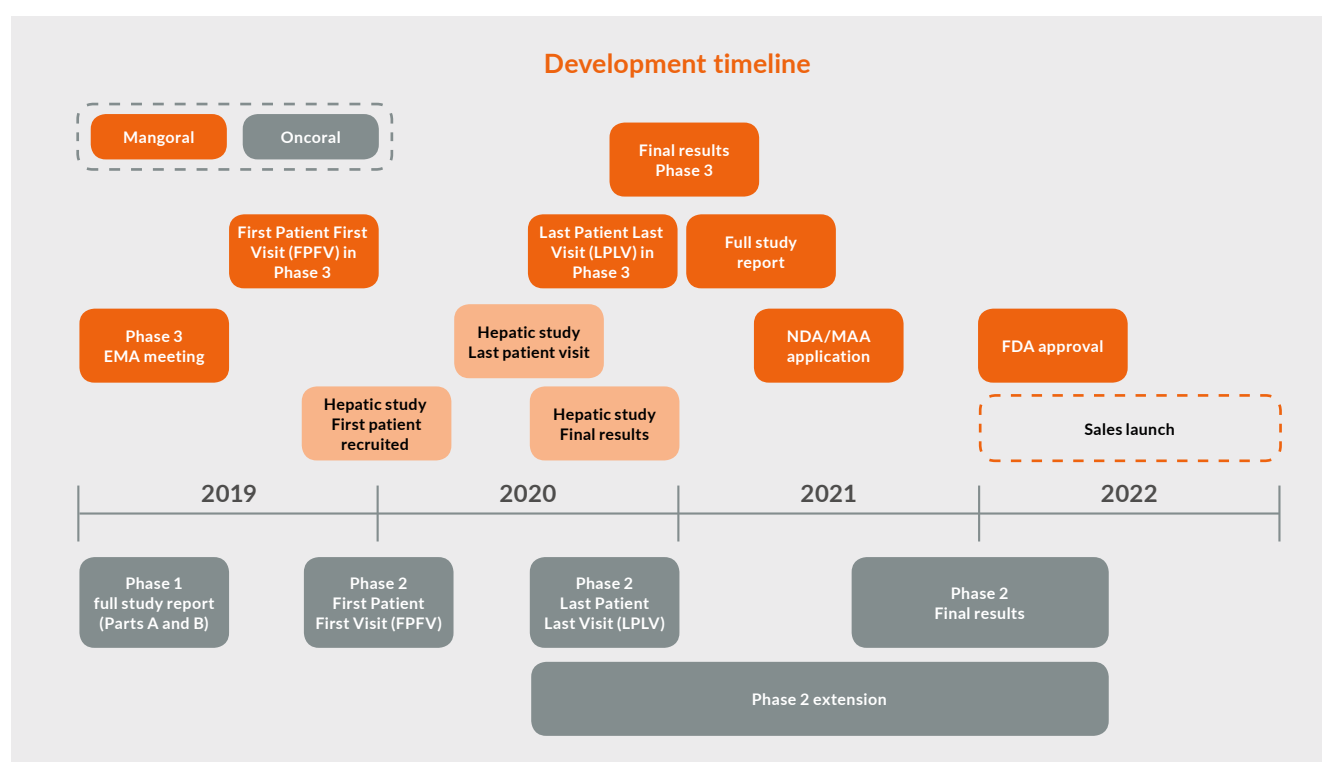 Development timeline
Mangoral
Oncoral
Final results
Phase 3
First Patient First
Visit (FPFV) in
Phase 3
Last Patient Last
Visit (LPLV) in
Phase 3
Full study
report
Phase 3
EMA meeting
Hepatic study
Last patient visit
NDA/MAA
application
FDA approval
Hepatic study
First patient
recruited
Hepatic study
Final results
Sales launch
2019
2020
2021
2022
Phase 1
full study report
(Parts A and B)
Phase 2
First Patient
First Visit (FPFV)
Phase 2
Last Patient
Last Visit (LPLV)
Phase 2
Final results
Phase 2 extension